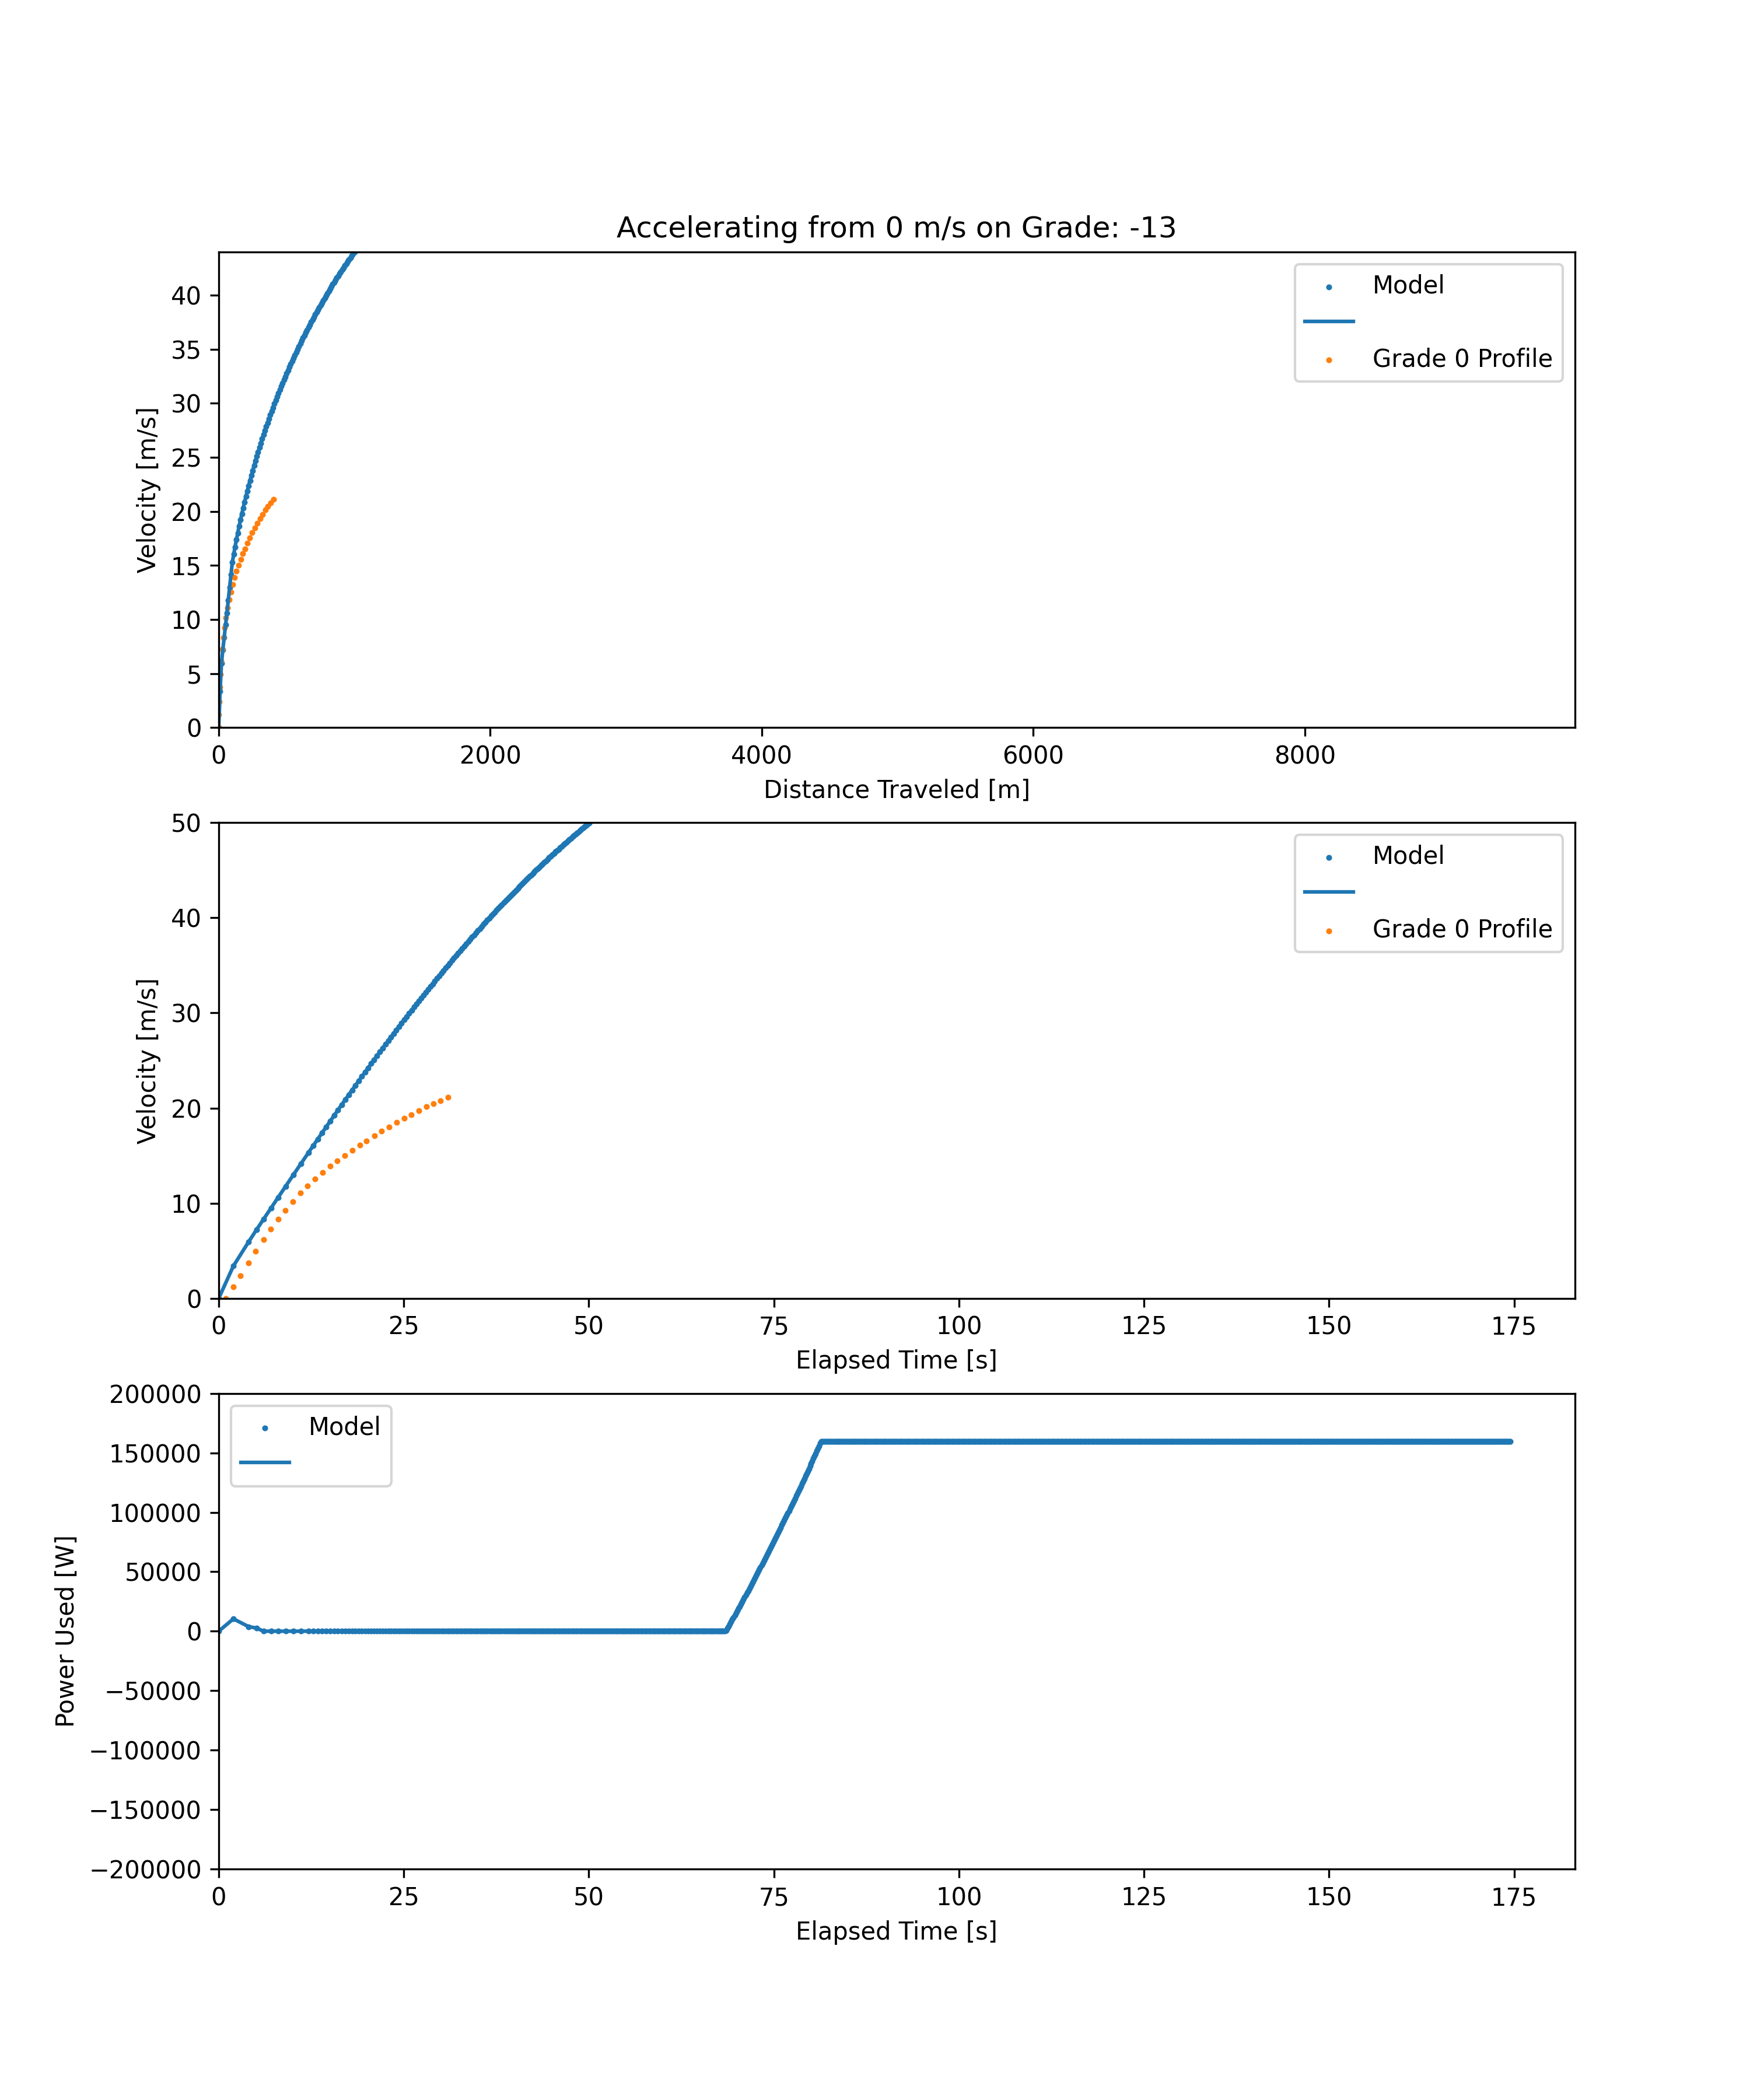 Accelerating from 0 m/s on Grade: -13
40
35
30
25
20
15
10
5
0
Velocity [m/s]
Model
Grade 0 Profile
0 2000 4000 6000 8000
Distance Traveled [m]
50
40
30
20
10
0
Velocity [m/s]
Model
Grade 0 Profile
0 25 50 75 100 125 150 175
Elapsed Time [s]
200000
150000
100000
50000
0
−50000
−100000
−150000
−200000
Power Used [W]
Model
0 25 50 75 100 125 150 175
Elapsed Time [s]